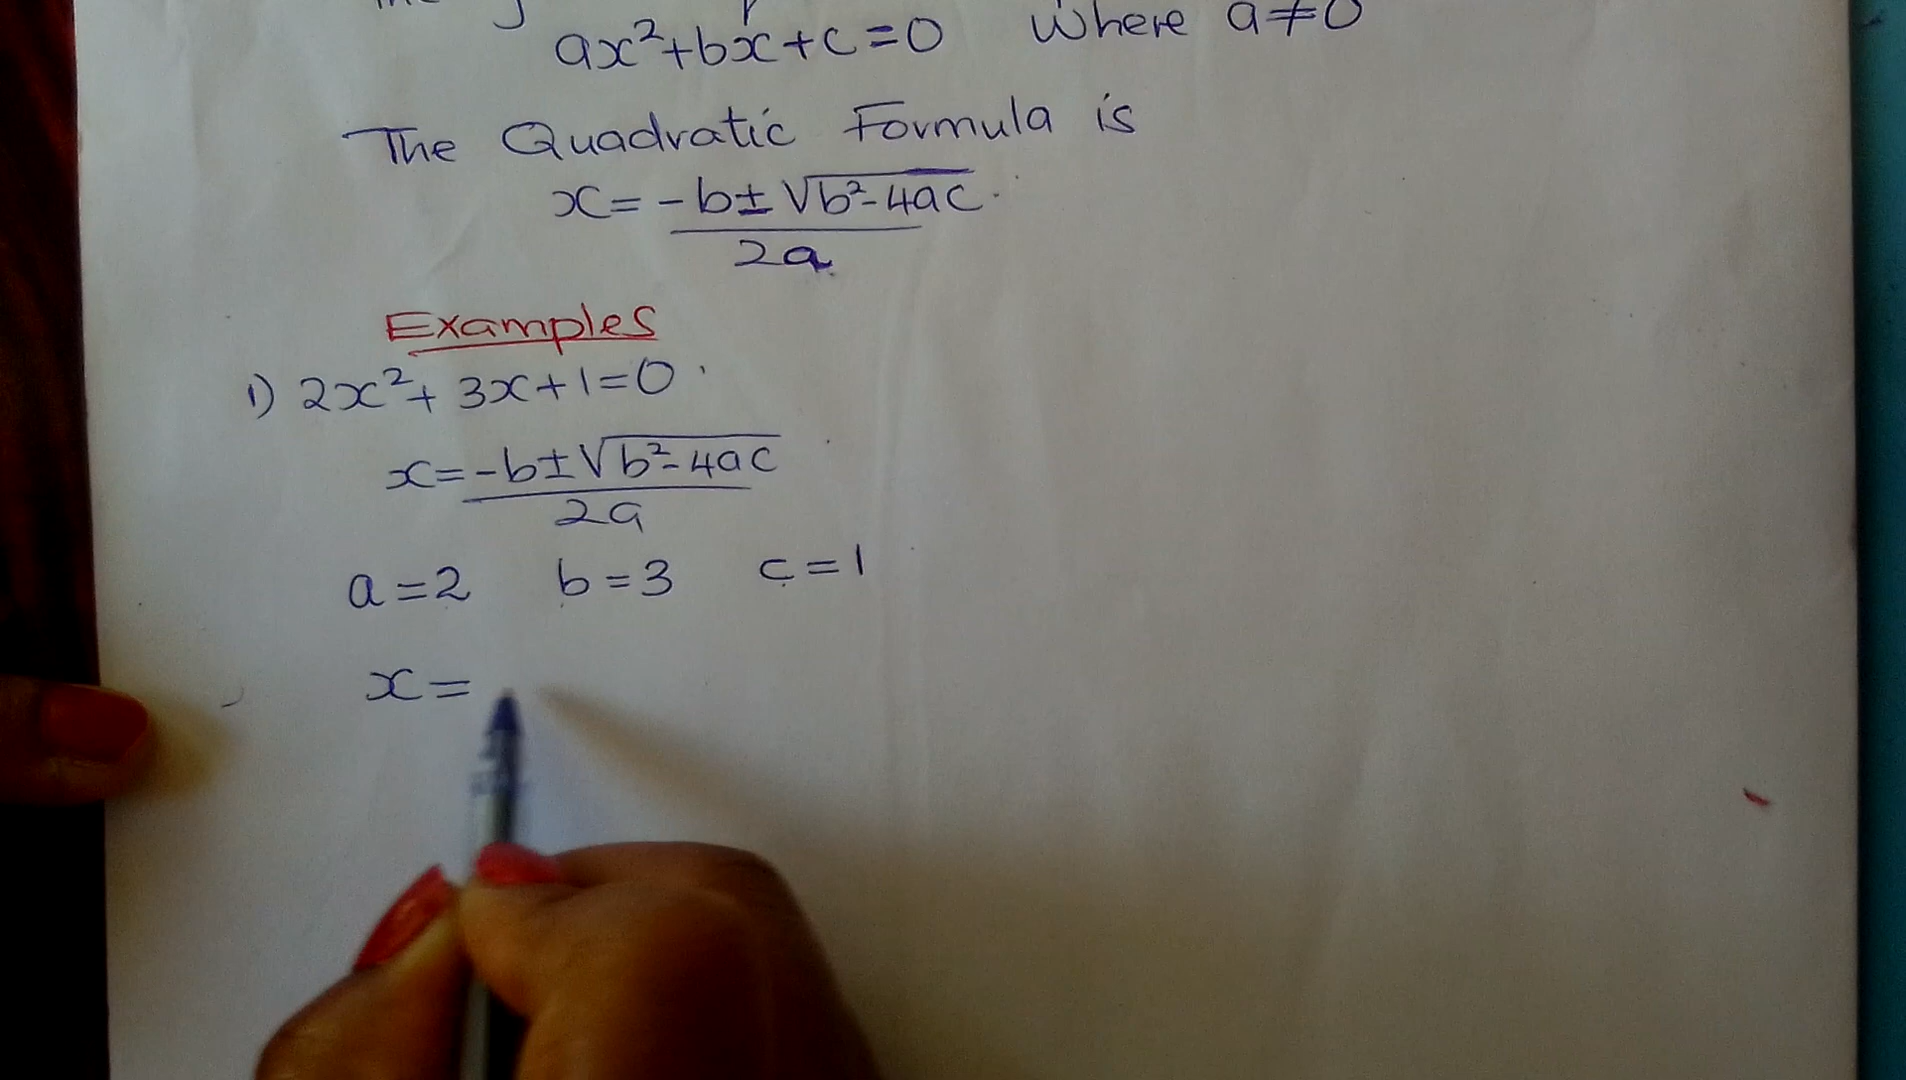 ax²+bx+c=0 where a≠0
The Quadratic Formula is
x= -b±√b²-4ac
2a
Examples
1) 2x²+3x+1=0
x= -b±√b²-4ac
2a
a=2 b=3 c=1
x=